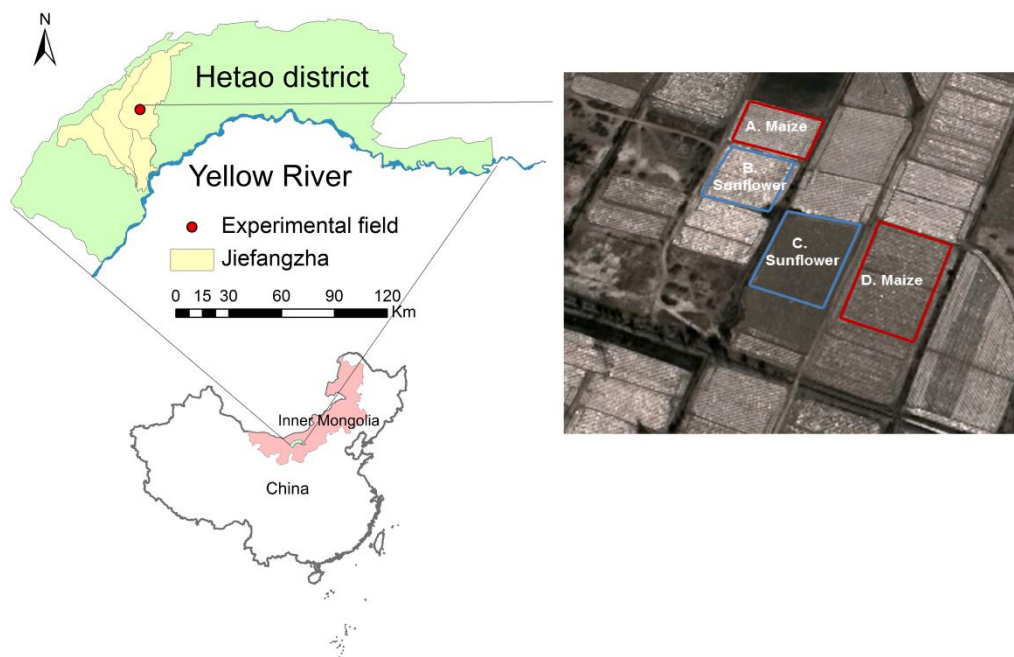 N
Hetao district
Yellow River
Experimental field
Jiefangzha
0 15 30 60 90 120
Km
Inner Mongolia
China
A. Maize
B.
Sunflower
C.
Sunflower
D. Maize